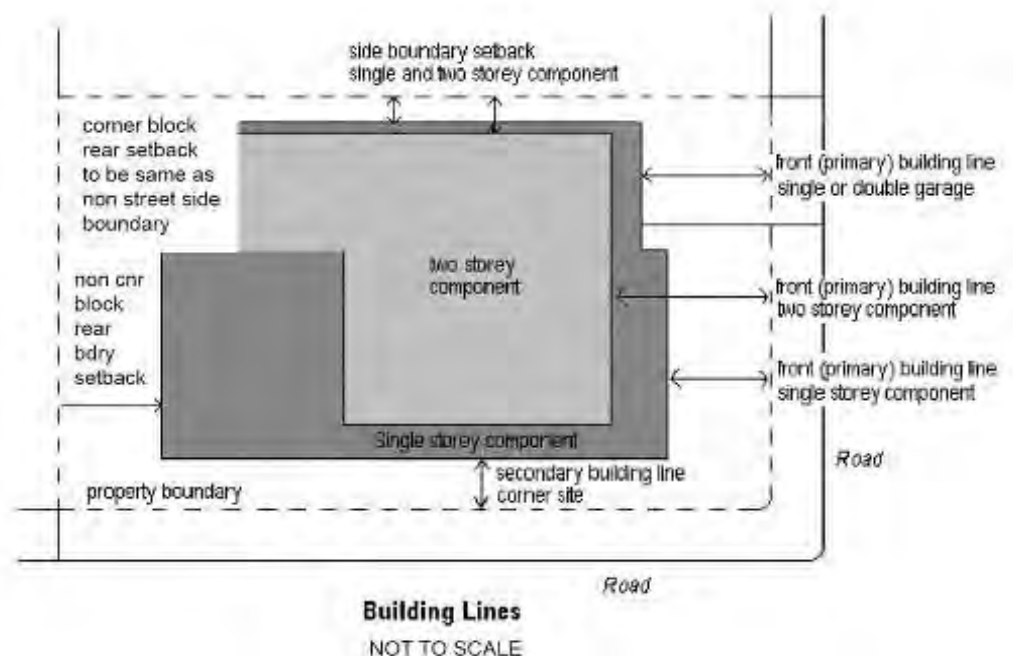 side boundary setback
single and two storey component
corner block
rear setback
to be same as
non street side
boundary
front (primary) building line
single or double garage
two storey
component
non cnr
block
rear
bdry
setback
front (primary) building line
two storey component
front (primary) building line
single storey component
Single storey component
Road
secondary building line
corner site
property boundary
Road
Building Lines
NOT TO SCALE